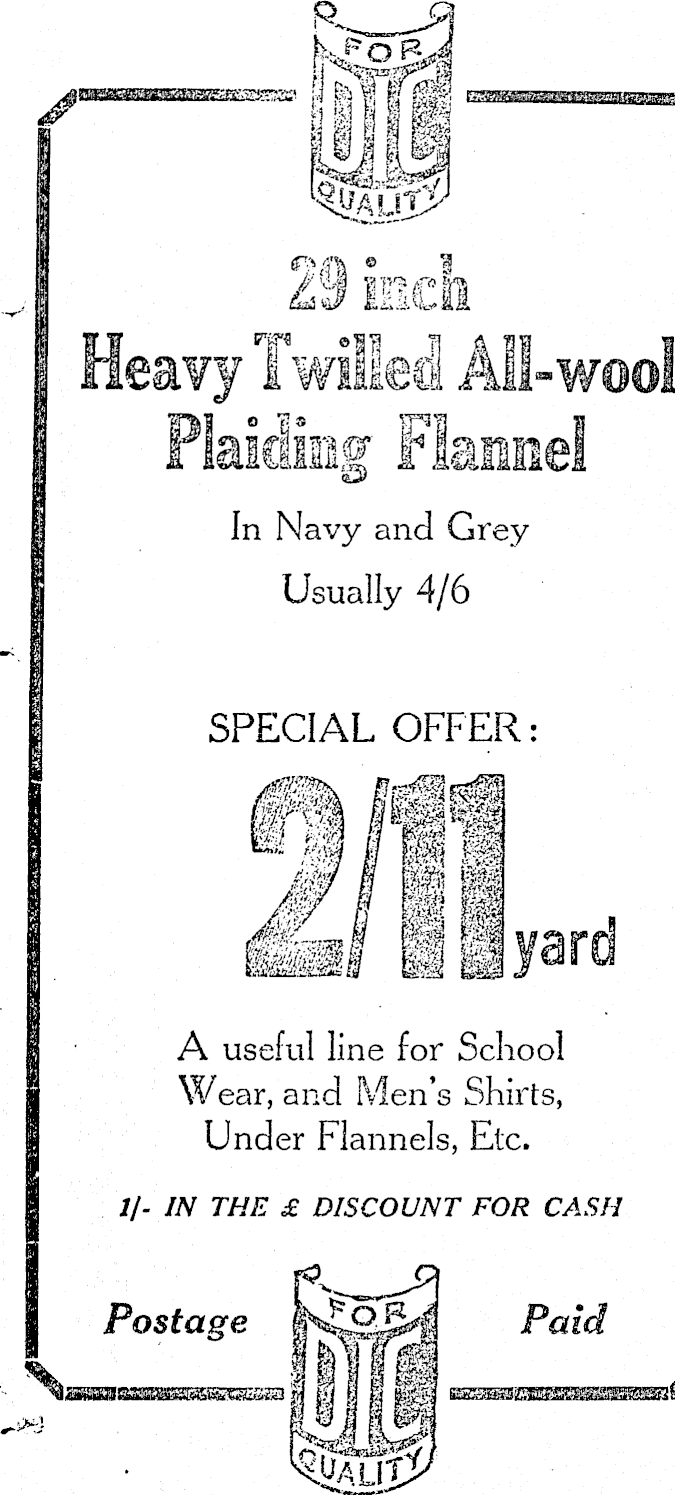 FOR
DIC
QUALITY
29 inch
Heavy Twilled All-wool
Plaiding Flannel
In Navy and Grey
Usually 4/6
SPECIAL OFFER:
2/11 yard
A useful line for School
Wear, and Men's Shirts,
Under Flannels, Etc.
1/- IN THE £ DISCOUNT FOR CASH
Postage Paid
FOR
DIC
QUALITY